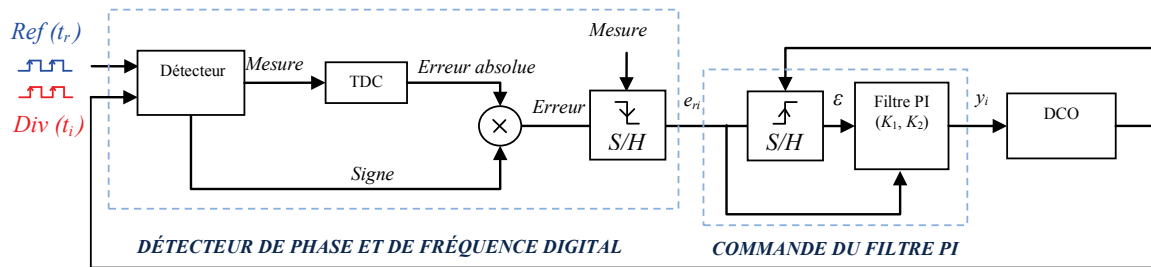 Ref (tr)
Div (ti)
Détecteur
Mesure
TDC
Erreur absolue
×
Signe
Erreur
Mesure
S/H
eri
S/H
ε
Filtre PI
(K1, K2)
yi
DCO
DÉTECTEUR DE PHASE ET DE FRÉQUENCE DIGITAL
COMMANDE DU FILTRE PI